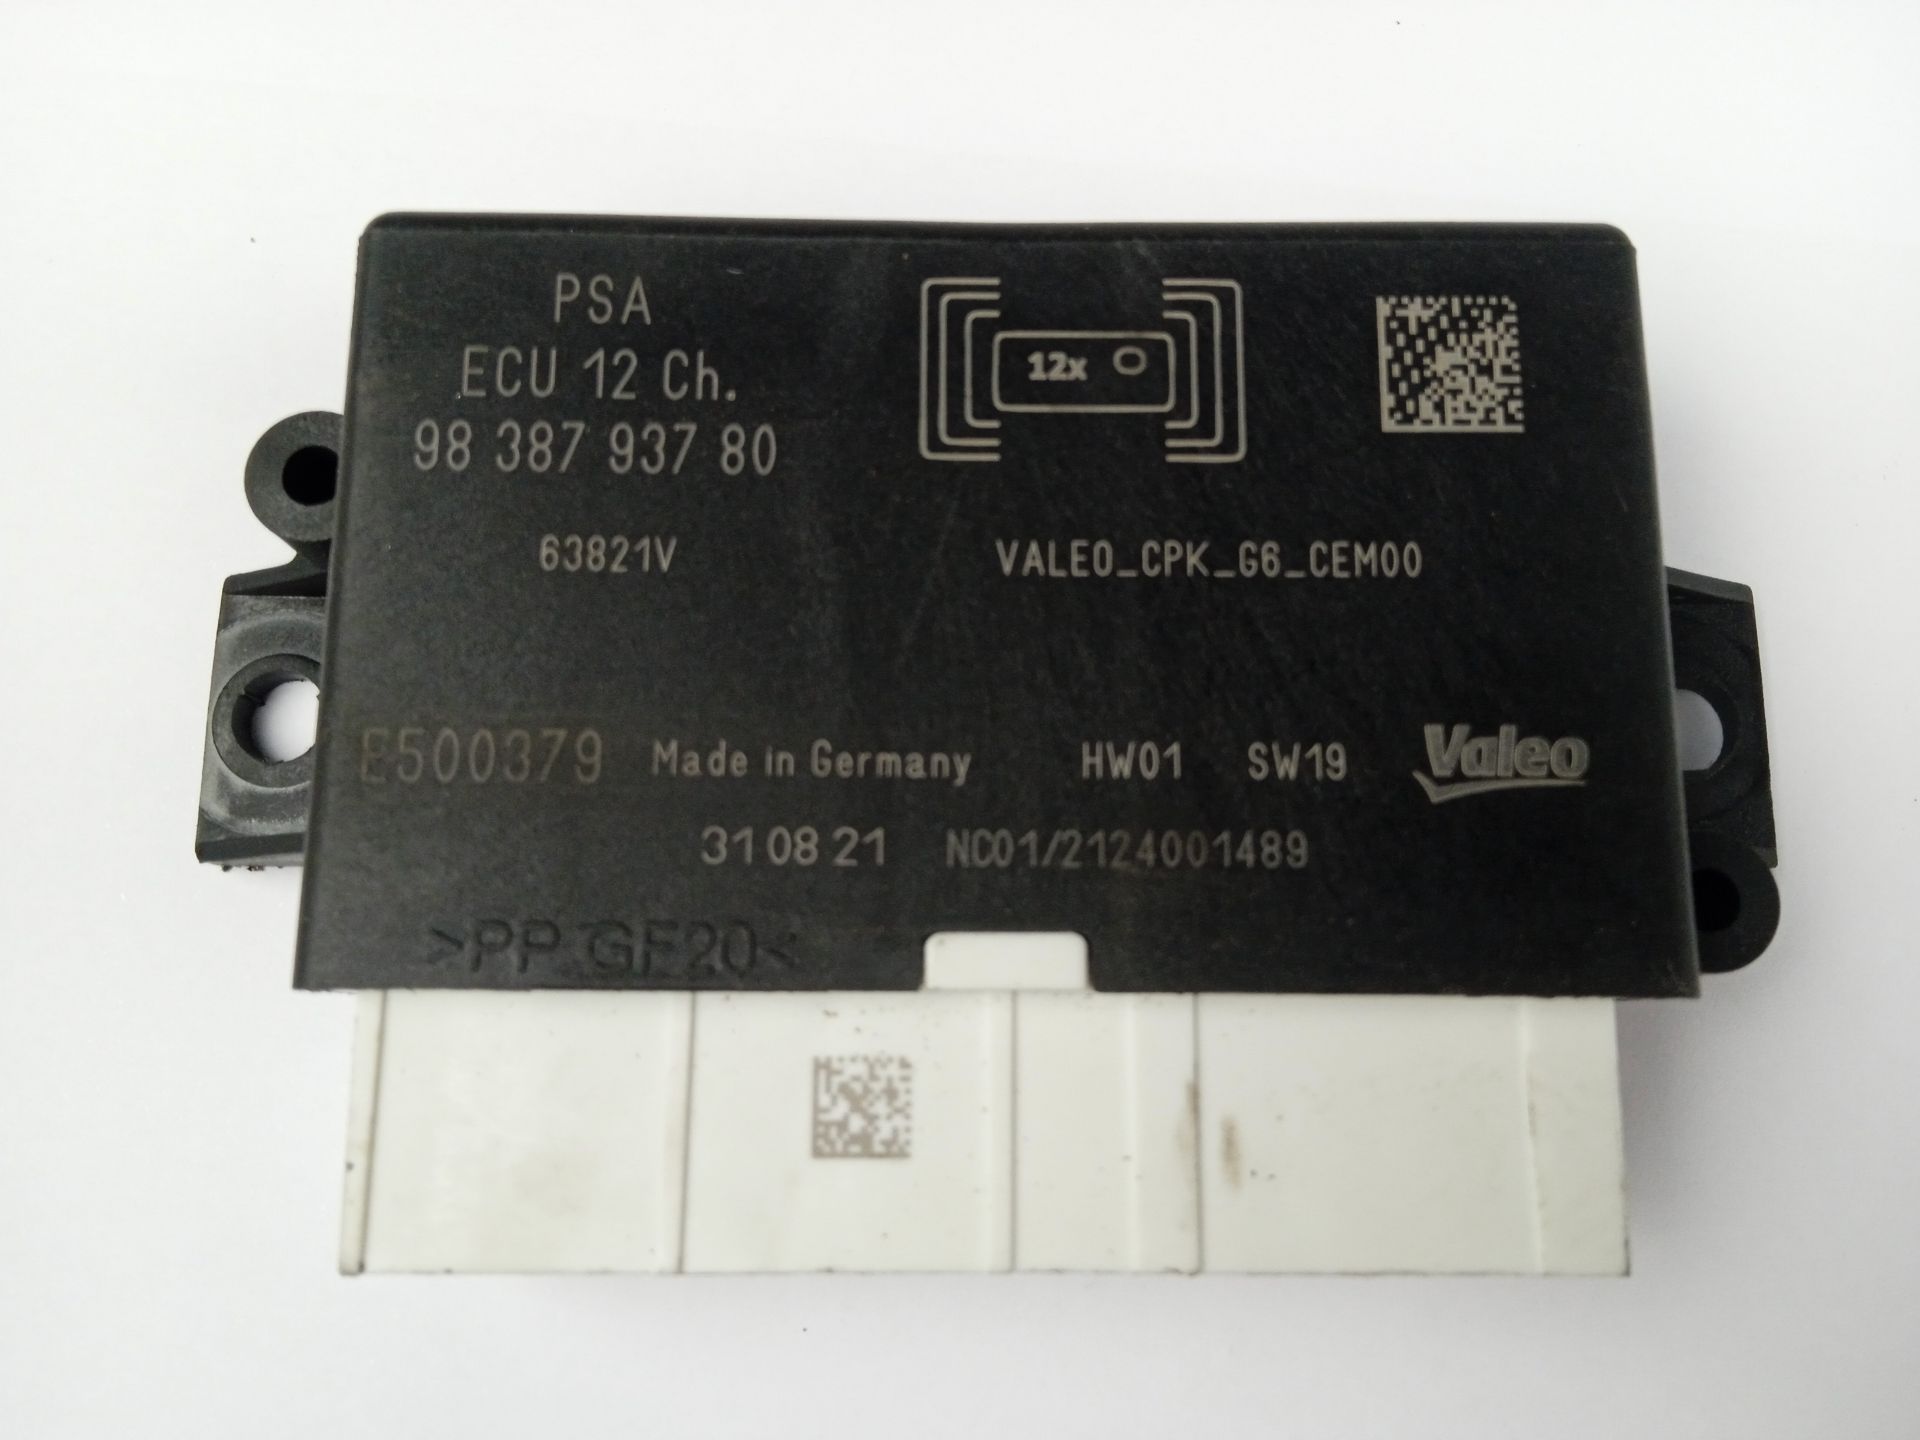 PSA
ECU 12 Ch.
98 387 937 80
12x O
63821V
VALEO_CPK_G6_CEM00
E500379 Made in Germany HW01 SW19 Valeo
31 08 21 NC01/2124001489
>PP GF20<